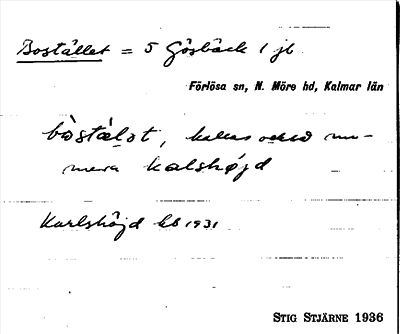 Bostället = 5 Gösbäck 1 jb
Förlösa sn, N. Möre hd, Kalmar län
bòstälət, kallas också nu-
mera kalshøjd
Karlshöjd kb 1931
STIG STJÄRNE 1936